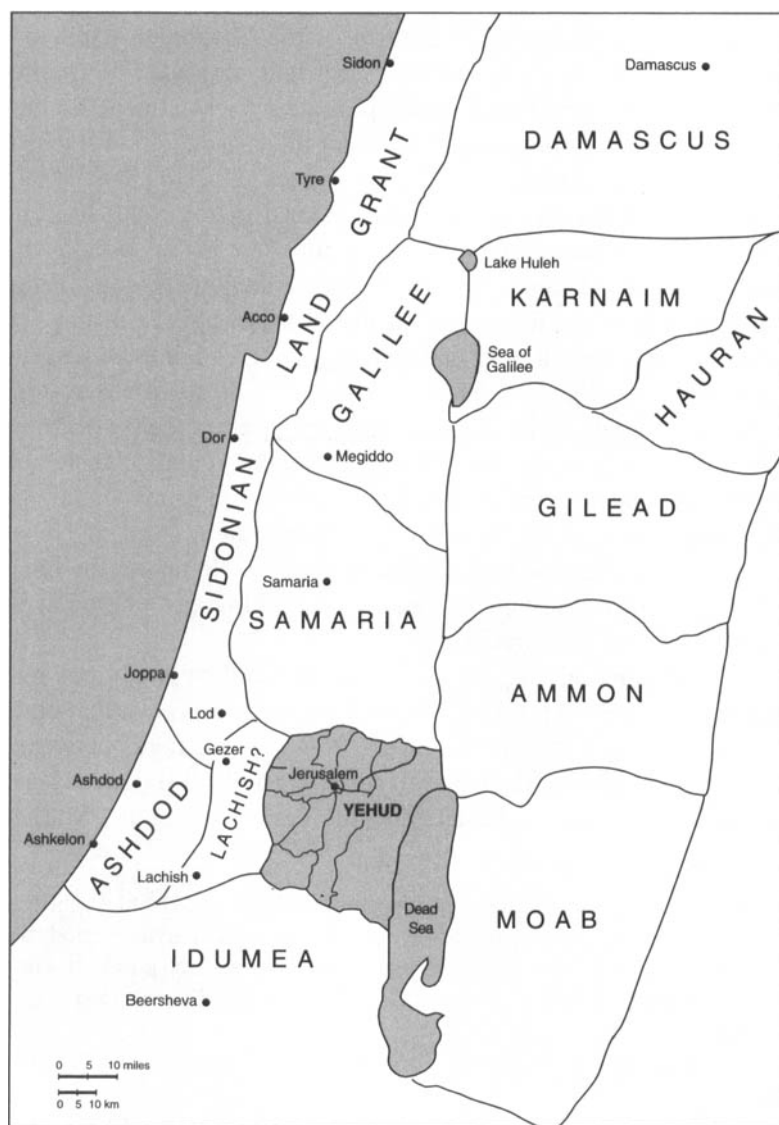 Sidon
Damascus
DAMASCUS
Tyre
SIDONIAN LAND GRANT
Lake Huleh
KARNAIM
Acco
GALILEE
HAURAN
Sea of
Galilee
Dor
Megiddo
GILEAD
Samaria
SAMARIA
Joppa
AMMON
Lod
Gezer
LACHISH?
Jerusalem
YEHUD
Ashdod
ASHDOD
Ashkelon
Lachish
Dead
Sea
MOAB
IDUMEA
Beersheva
0 5 10 miles
0 5 10 km